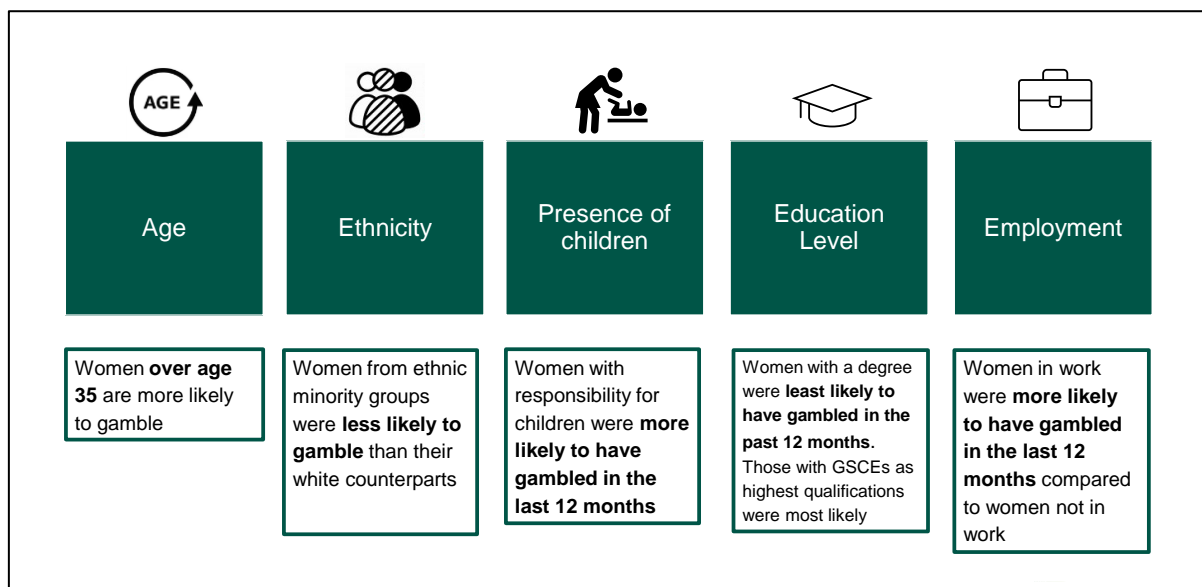 AGE
Age
Ethnicity
Presence of
children
Education
Level
Employment
Women over age
35 are more likely
to gamble
Women from ethnic
minority groups
were less likely to
gamble than their
white counterparts
Women with
responsibility for
children were more
likely to have
gambled in the
last 12 months
Women with a degree
were least likely to
have gambled in the
past 12 months.
Those with GSCEs as
highest qualifications
were most likely
Women in work
were more likely
to have gambled
in the last 12
months compared
to women not in
work